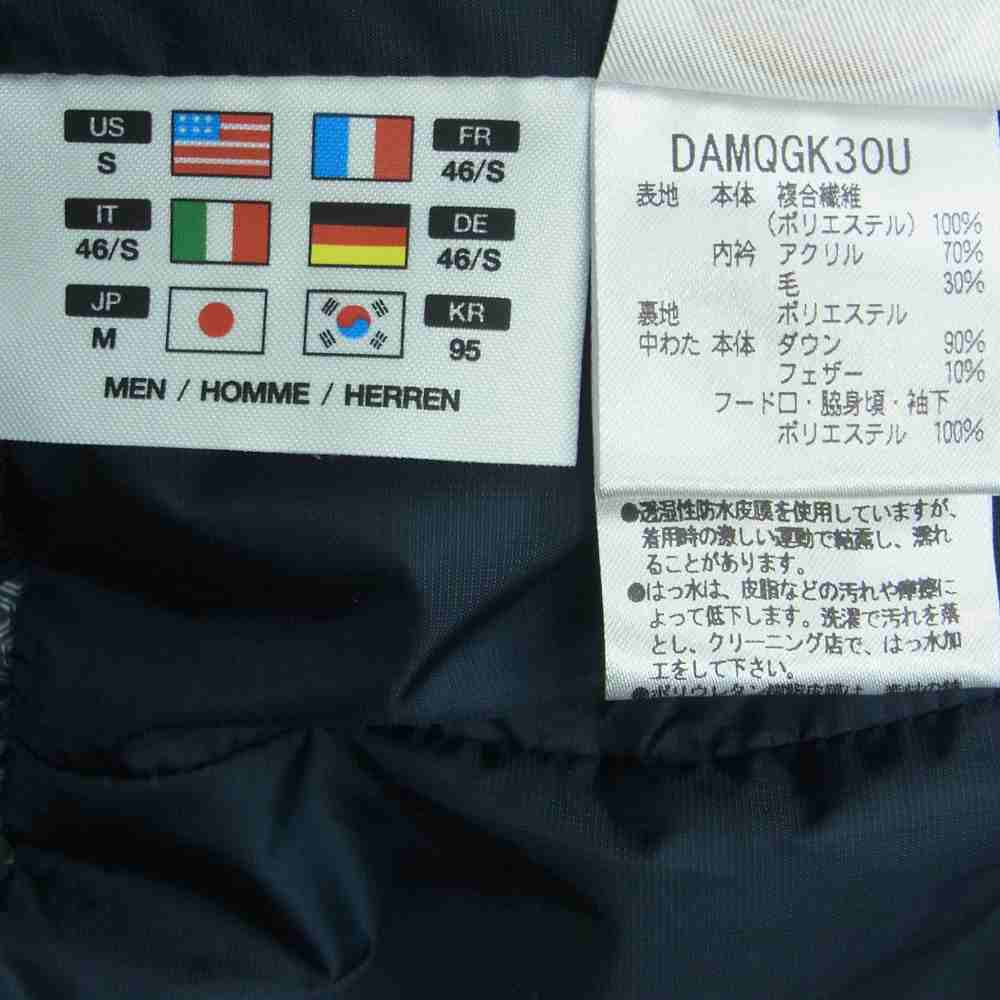 US
S
FR
46/S
IT
46/S
DE
46/S
JP
M
KR
95
MEN / HOMME / HERREN
DAMQGK30U
表地 本体 複合繊維
(ポリエステル) 100%
内衿 アクリル 70%
毛 30%
裏地 ポリエステル
中わた 本体 ダウン 90%
フェザー 10%
フード口・脇身頃・袖下
ポリエステル 100%
●透湿性防水皮膜を使用していますが、
着用時の激しい運動で結露し、濡れ
ることがあります。
●はっ水は、皮脂などの汚れや摩擦に
よって低下します。洗濯で汚れを落
とし、クリーニング店で、はっ水加
工をして下さい。
●ポリウレタン